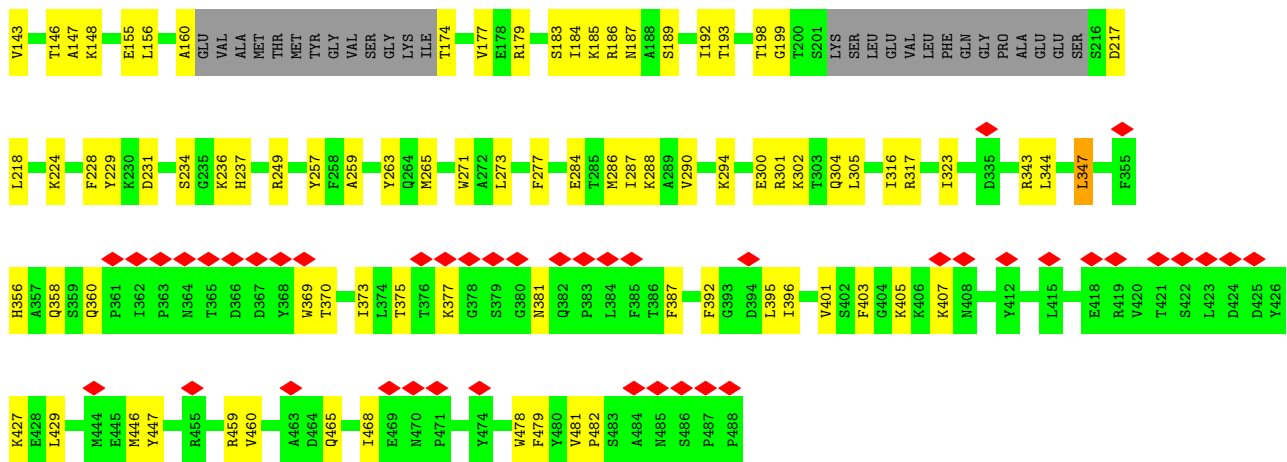 V143 T146 A147 K148 E155 L156 A160 GLU VAL ALA MET THR MET TYR GLY VAL SER GLY LYS ILE T174 V177 E178 R179 S183 I184 K185 R186 N187 A188 S189 I192 T193 T198 G199 T200 S201 LYS SER LEU GLU VAL LEU PHE GLN GLY PRO ALA GLU GLU SER S216 D217
L218 K224 F228 Y229 K230 D231 S234 G235 K236 H237 R249 Y257 F258 A259 Y263 Q264 M265 W271 A272 L273 F277 E284 T285 M286 I287 K288 A289 V290 K294 E300 R301 K302 T303 Q304 L305 I316 R317 I323 D335 R343 L344 L347 F355
H356 A357 Q358 S359 Q360 P361 I362 P363 N364 T365 D366 D367 Y368 W369 T370 I373 L374 T375 T376 K377 G378 S379 G380 N381 Q382 P383 L384 F385 T386 F387 F392 G393 D394 L395 I396 V401 S402 F403 G404 K405 K406 K407 N408 Y412 L415 E418 R419 V420 T421 S422 L423 D424 D425 Y426
K427 E428 L429 M444 E445 M446 Y447 R455 R459 V460 A463 D464 Q465 I468 E469 N470 P471 Y474 W478 F479 Y480 V481 P482 S483 A484 N485 S486 P487 P488